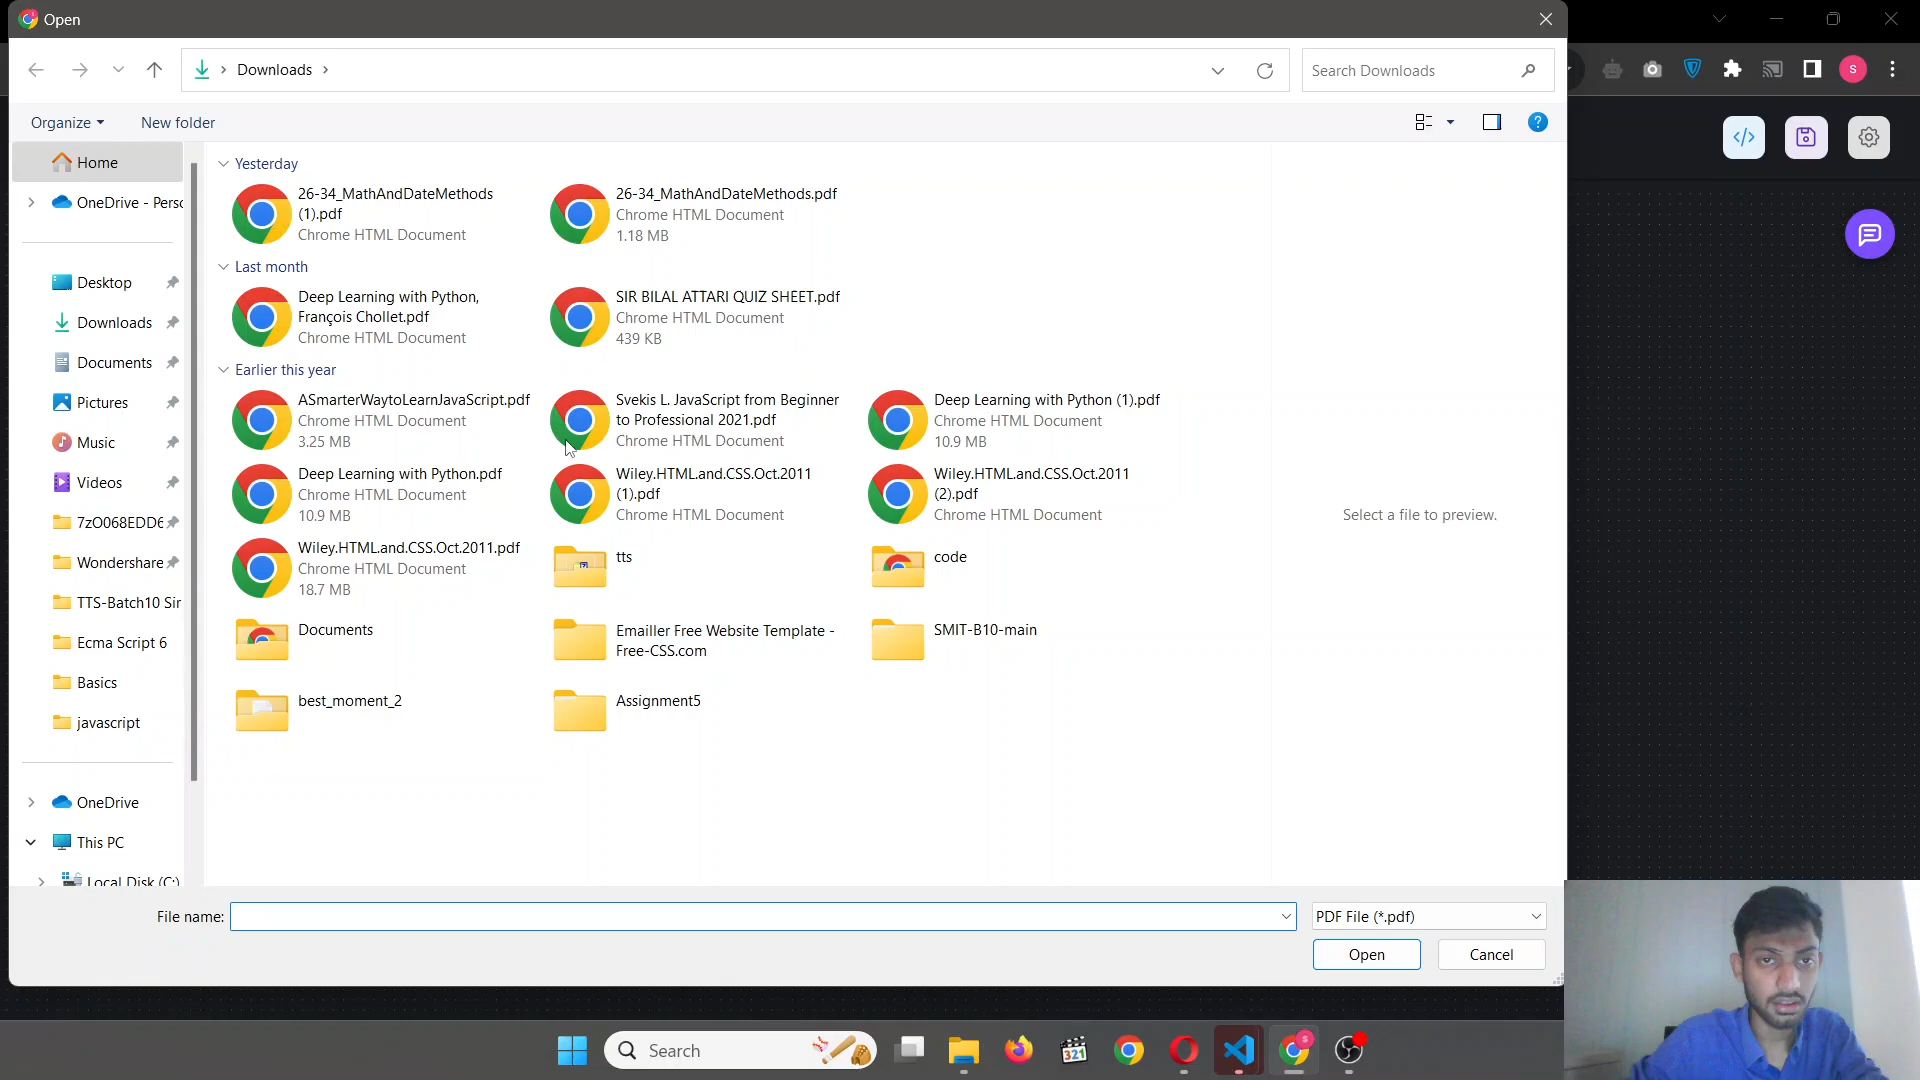 Open
Downloads
Search Downloads
S
Organize
New folder
?
Home
OneDrive - Pers
Desktop
Downloads
Documents
Pictures
Music
Videos
7zO068EDD6
Wondershare
TTS-Batch10 Sir
Ecma Script 6
Basics
javascript
OneDrive
This PC
Local Disk (C:)
Yesterday
26-34_MathAndDateMethods
(1).pdf
Chrome HTML Document
26-34_MathAndDateMethods.pdf
Chrome HTML Document
1.18 MB
Last month
Deep Learning with Python,
François Chollet.pdf
Chrome HTML Document
SIR BILAL ATTARI QUIZ SHEET.pdf
Chrome HTML Document
439 KB
Earlier this year
ASmarterWaytoLearnJavaScript.pdf
Chrome HTML Document
3.25 MB
Svekis L. JavaScript from Beginner
to Professional 2021.pdf
Chrome HTML Document
Deep Learning with Python (1).pdf
Chrome HTML Document
10.9 MB
Deep Learning with Python.pdf
Chrome HTML Document
10.9 MB
Wiley.HTML.and.CSS.Oct.2011
(1).pdf
Chrome HTML Document
Wiley.HTML.and.CSS.Oct.2011
(2).pdf
Chrome HTML Document
Wiley.HTML.and.CSS.Oct.2011.pdf
Chrome HTML Document
18.7 MB
tts
code
Documents
Emailler Free Website Template -
Free-CSS.com
SMIT-B10-main
best_moment_2
Assignment5
Select a file to preview.
File name:
PDF File (*.pdf)
Open
Cancel
Search
321